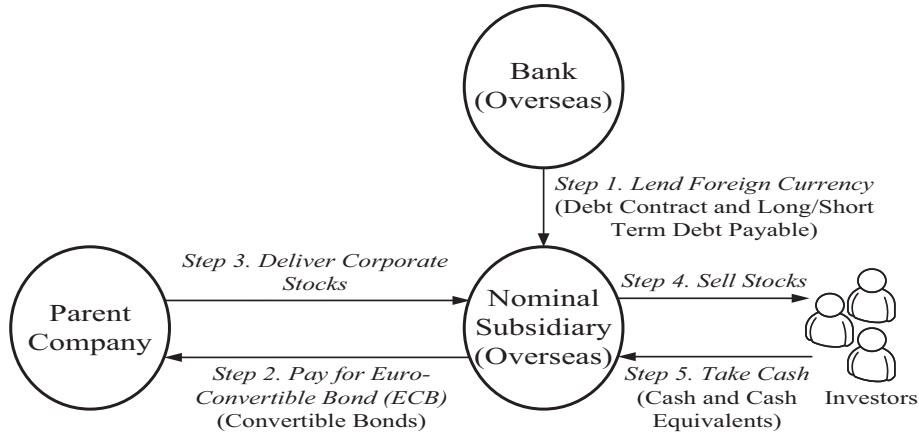 Bank
(Overseas)
Step 1. Lend Foreign Currency
(Debt Contract and Long/Short
Term Debt Payable)
Step 3. Deliver Corporate
Stocks
Step 4. Sell Stocks
Parent
Company
Nominal
Subsidiary
(Overseas)
Step 2. Pay for Euro-
Convertible Bond (ECB)
(Convertible Bonds)
Step 5. Take Cash
(Cash and Cash
Equivalents)
Investors